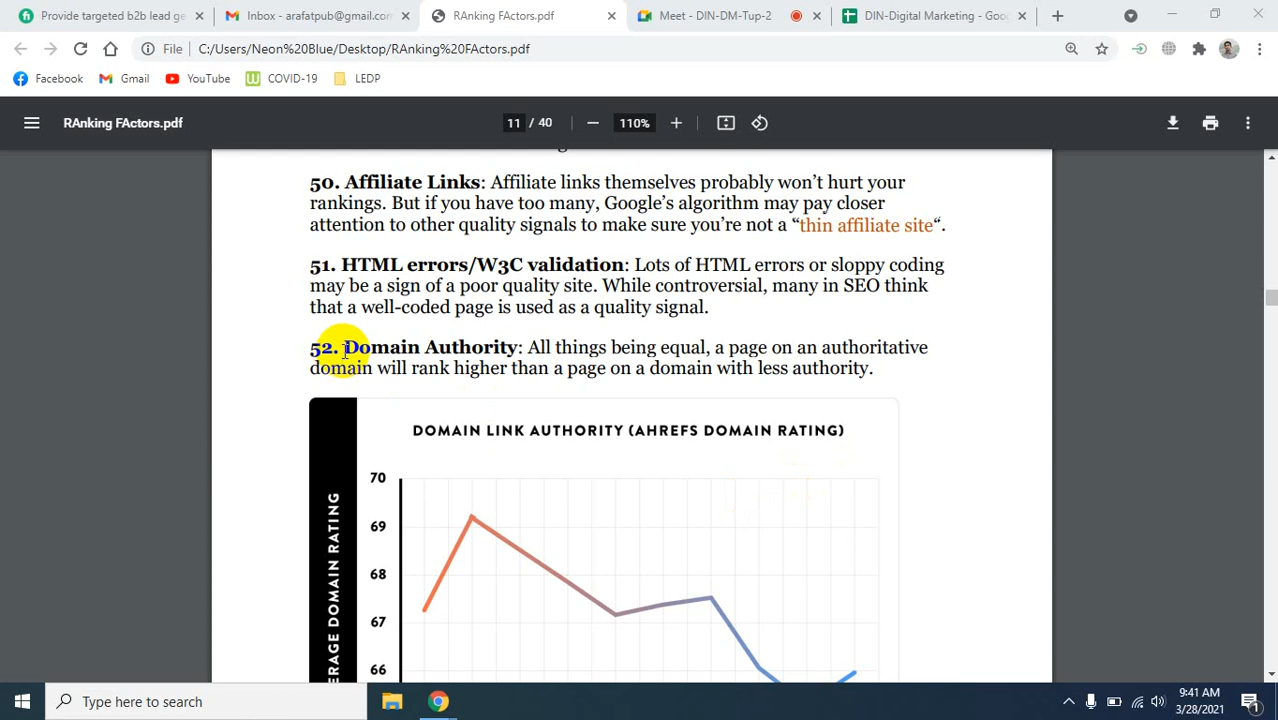 Provide targeted b2b lead ge
Inbox - arafatpub@gmail.com
RAnking FActors.pdf
Meet - DIN-DM-Tup-2
DIN-Digital Marketing - Goo
File
C:/Users/Neon%20Blue/Desktop/RAnking%20FActors.pdf
Facebook
Gmail
YouTube
COVID-19
LEDP
RAnking FActors.pdf
11 / 40
110%
50. Affiliate Links: Affiliate links themselves probably won’t hurt your
rankings. But if you have too many, Google’s algorithm may pay closer
attention to other quality signals to make sure you’re not a “thin affiliate site“.
51. HTML errors/W3C validation: Lots of HTML errors or sloppy coding
may be a sign of a poor quality site. While controversial, many in SEO think
that a well-coded page is used as a quality signal.
52. Domain Authority: All things being equal, a page on an authoritative
domain will rank higher than a page on a domain with less authority.
DOMAIN LINK AUTHORITY (AHREFS DOMAIN RATING)
70
69
68
67
66
DOMAIN RATING
Type here to search
9:41 AM
3/28/2021